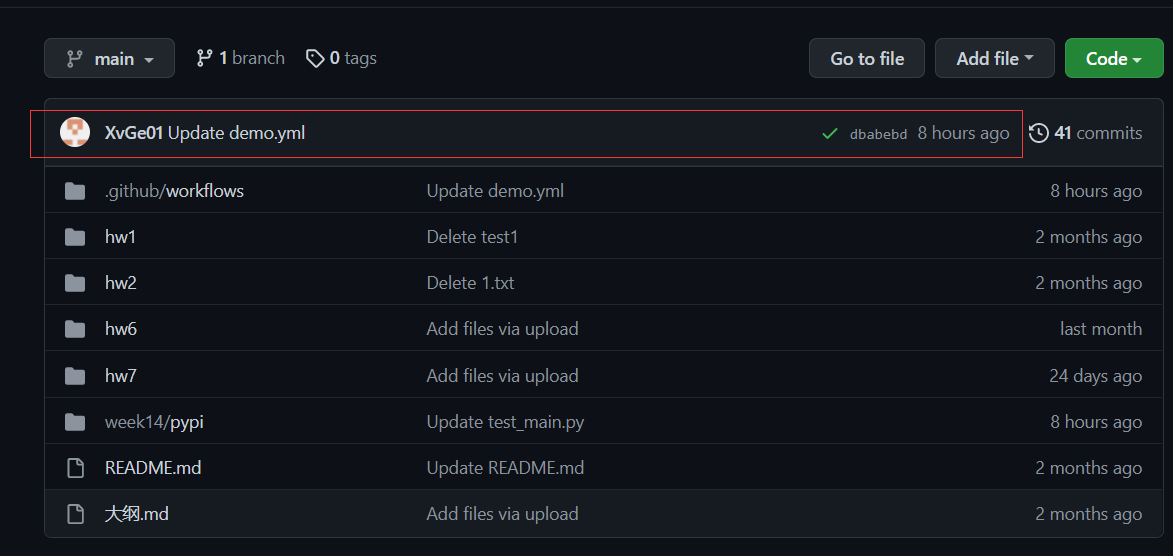 main 1 branch 0 tags Go to file Add file Code
XvGe01 Update demo.yml dbabebd 8 hours ago 41 commits
.github/workflows Update demo.yml 8 hours ago
hw1 Delete test1 2 months ago
hw2 Delete 1.txt 2 months ago
hw6 Add files via upload last month
hw7 Add files via upload 24 days ago
week14/pypi Update test_main.py 8 hours ago
README.md Update README.md 2 months ago
大纲.md Add files via upload 2 months ago